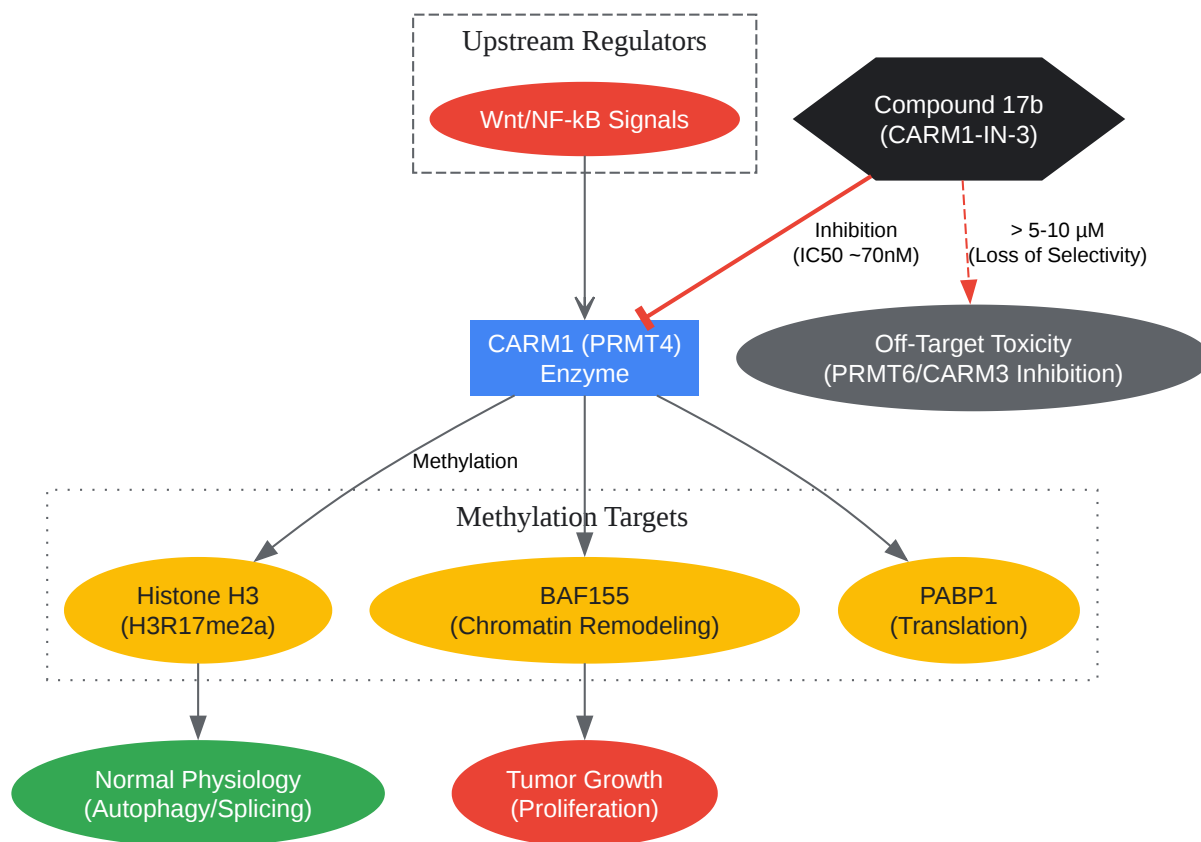 Upstream Regulators
Wnt/NF-kB Signals
Compound 17b
(CARM1-IN-3)
Inhibition
(IC50 ~70nM)
> 5-10 µM
(Loss of Selectivity)
CARM1 (PRMT4)
Enzyme
Off-Target Toxicity
(PRMT6/CARM3 Inhibition)
Methylation
Methylation Targets
Histone H3
(H3R17me2a)
BAF155
(Chromatin Remodeling)
PABP1
(Translation)
Normal Physiology
(Autophagy/Splicing)
Tumor Growth
(Proliferation)